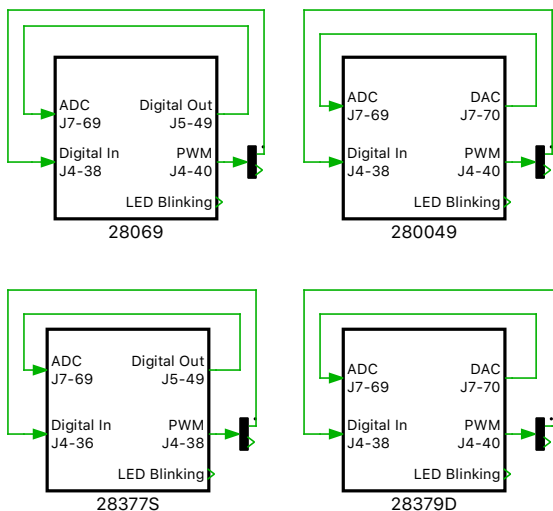 ADC
J7-69
Digital Out
J5-49
Digital In
J4-38
PWM
J4-40
LED Blinking
28069
ADC
J7-69
DAC
J7-70
Digital In
J4-38
PWM
J4-40
LED Blinking
280049
ADC
J7-69
Digital Out
J5-49
Digital In
J4-36
PWM
J4-38
LED Blinking
28377S
ADC
J7-69
DAC
J7-70
Digital In
J4-38
PWM
J4-40
LED Blinking
28379D